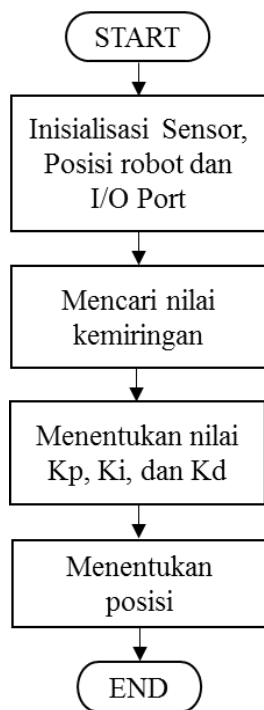 START
Inisialisasi Sensor,
Posisi robot dan
I/O Port
Mencari nilai
kemiringan
Menentukan nilai
Kp, Ki, dan Kd
Menentukan
posisi
END